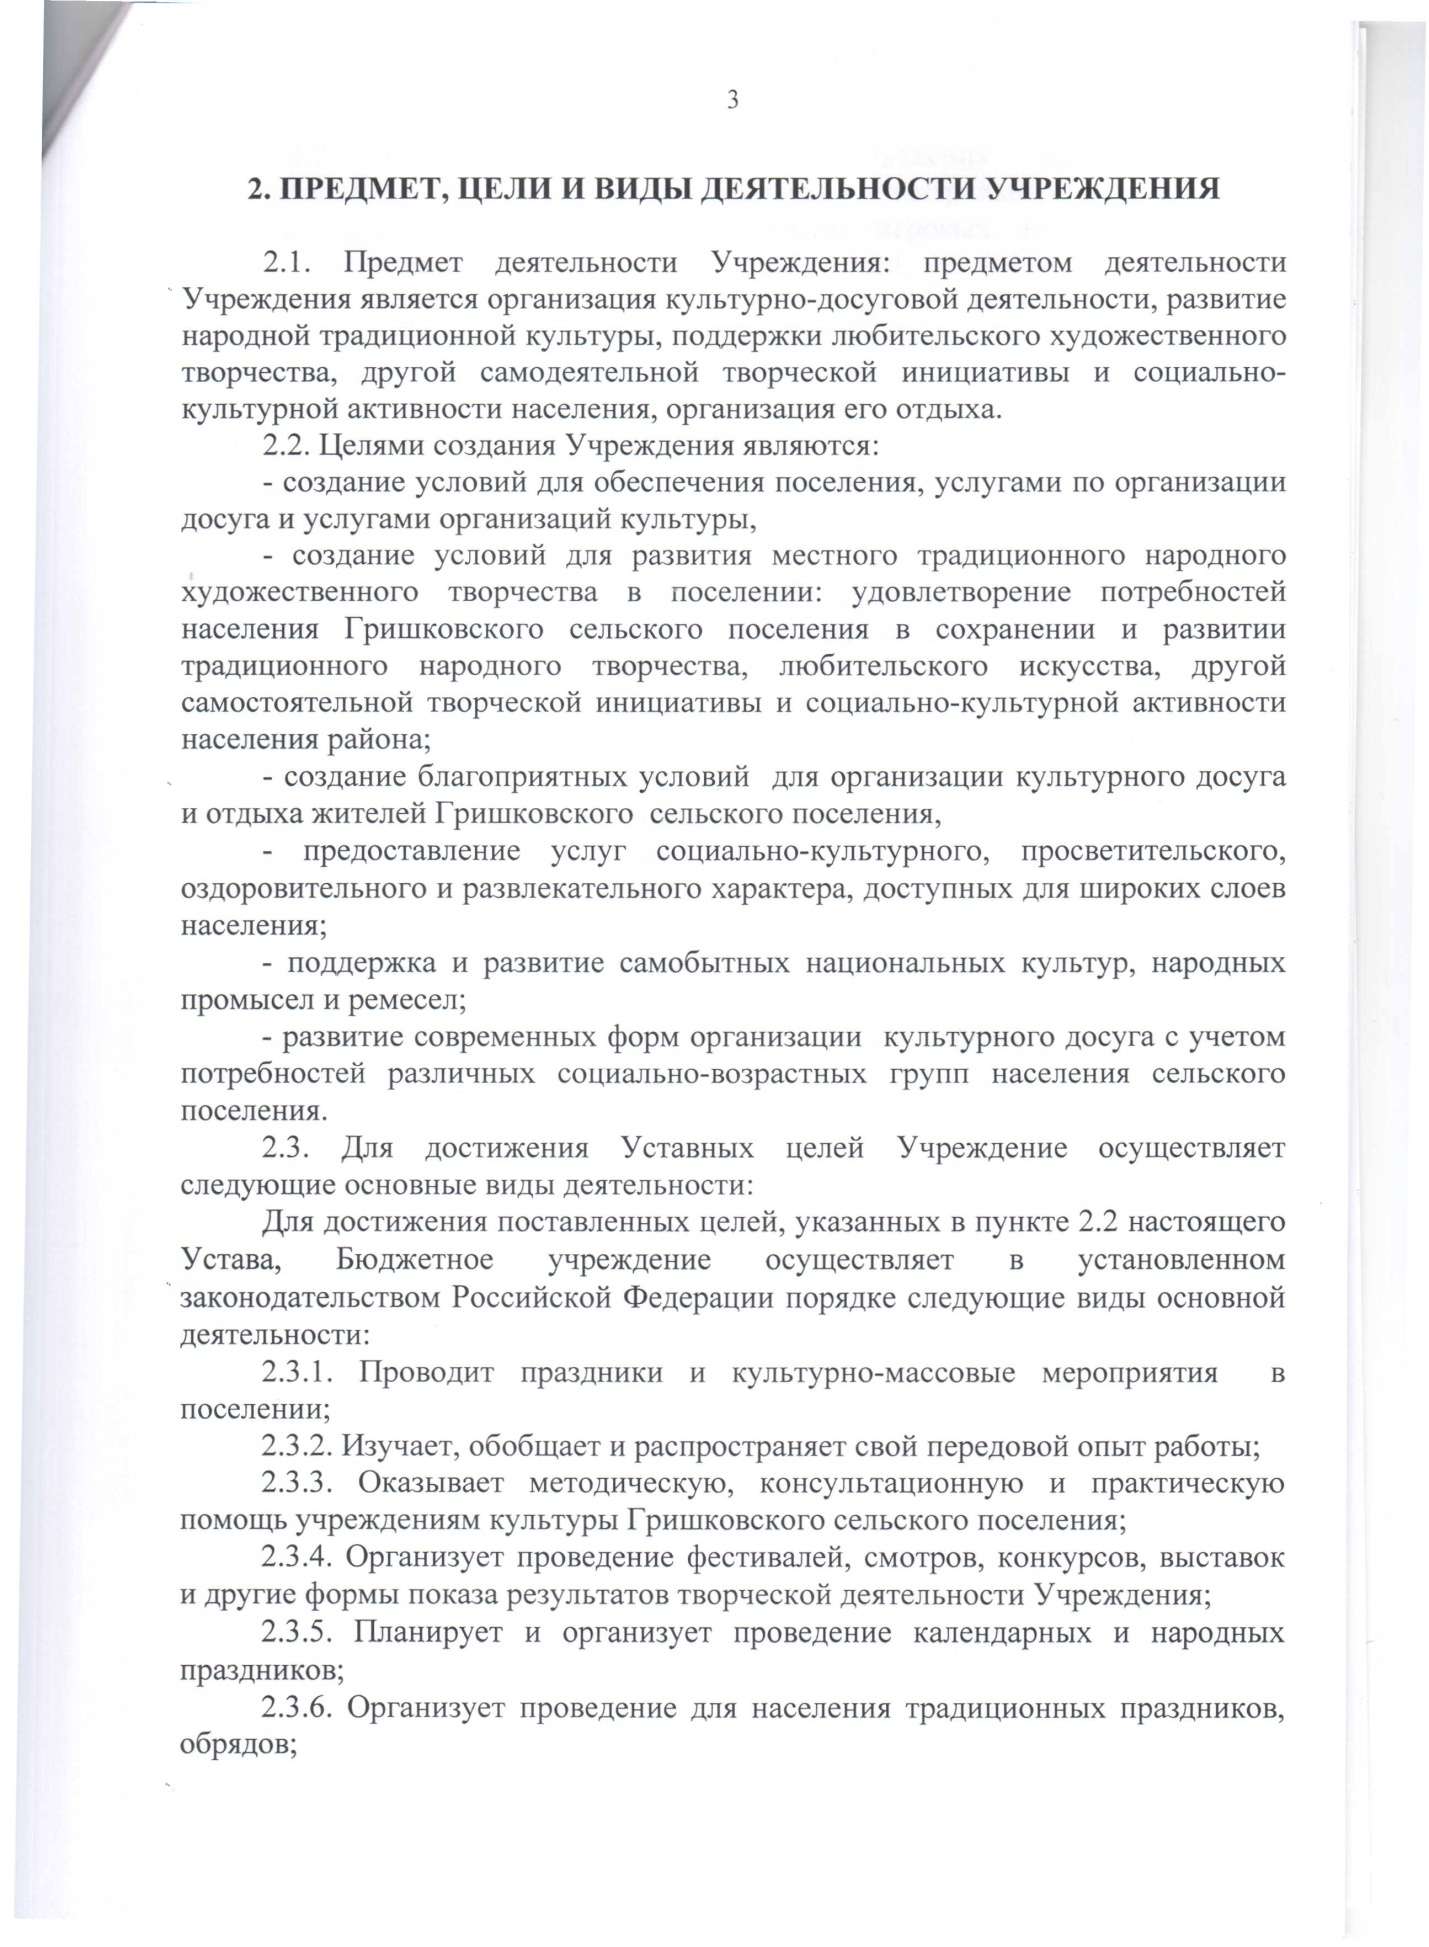 3
2. ПРЕДМЕТ, ЦЕЛИ И ВИДЫ ДЕЯТЕЛЬНОСТИ УЧРЕЖДЕНИЯ
2.1. Предмет деятельности Учреждения: предметом деятельности
Учреждения является организация культурно-досуговой деятельности, развитие
народной традиционной культуры, поддержки любительского художественного
творчества, другой самодеятельной творческой инициативы и социально-
культурной активности населения, организация его отдыха.
2.2. Целями создания Учреждения являются:
- создание условий для обеспечения поселения, услугами по организации
досуга и услугами организаций культуры,
- создание условий для развития местного традиционного народного
художественного творчества в поселении: удовлетворение потребностей
населения Гришковского сельского поселения в сохранении и развитии
традиционного народного творчества, любительского искусства, другой
самостоятельной творческой инициативы и социально-культурной активности
населения района;
- создание благоприятных условий для организации культурного досуга
и отдыха жителей Гришковского сельского поселения,
- предоставление услуг социально-культурного, просветительского,
оздоровительного и развлекательного характера, доступных для широких слоев
населения;
- поддержка и развитие самобытных национальных культур, народных
промысел и ремесел;
- развитие современных форм организации культурного досуга с учетом
потребностей различных социально-возрастных групп населения сельского
поселения.
2.3. Для достижения Уставных целей Учреждение осуществляет
следующие основные виды деятельности:
Для достижения поставленных целей, указанных в пункте 2.2 настоящего
Устава, Бюджетное учреждение осуществляет в установленном
законодательством Российской Федерации порядке следующие виды основной
деятельности:
2.3.1. Проводит праздники и культурно-массовые мероприятия в
поселении;
2.3.2. Изучает, обобщает и распространяет свой передовой опыт работы;
2.3.3. Оказывает методическую, консультационную и практическую
помощь учреждениям культуры Гришковского сельского поселения;
2.3.4. Организует проведение фестивалей, смотров, конкурсов, выставок
и другие формы показа результатов творческой деятельности Учреждения;
2.3.5. Планирует и организует проведение календарных и народных
праздников;
2.3.6. Организует проведение для населения традиционных праздников,
обрядов;